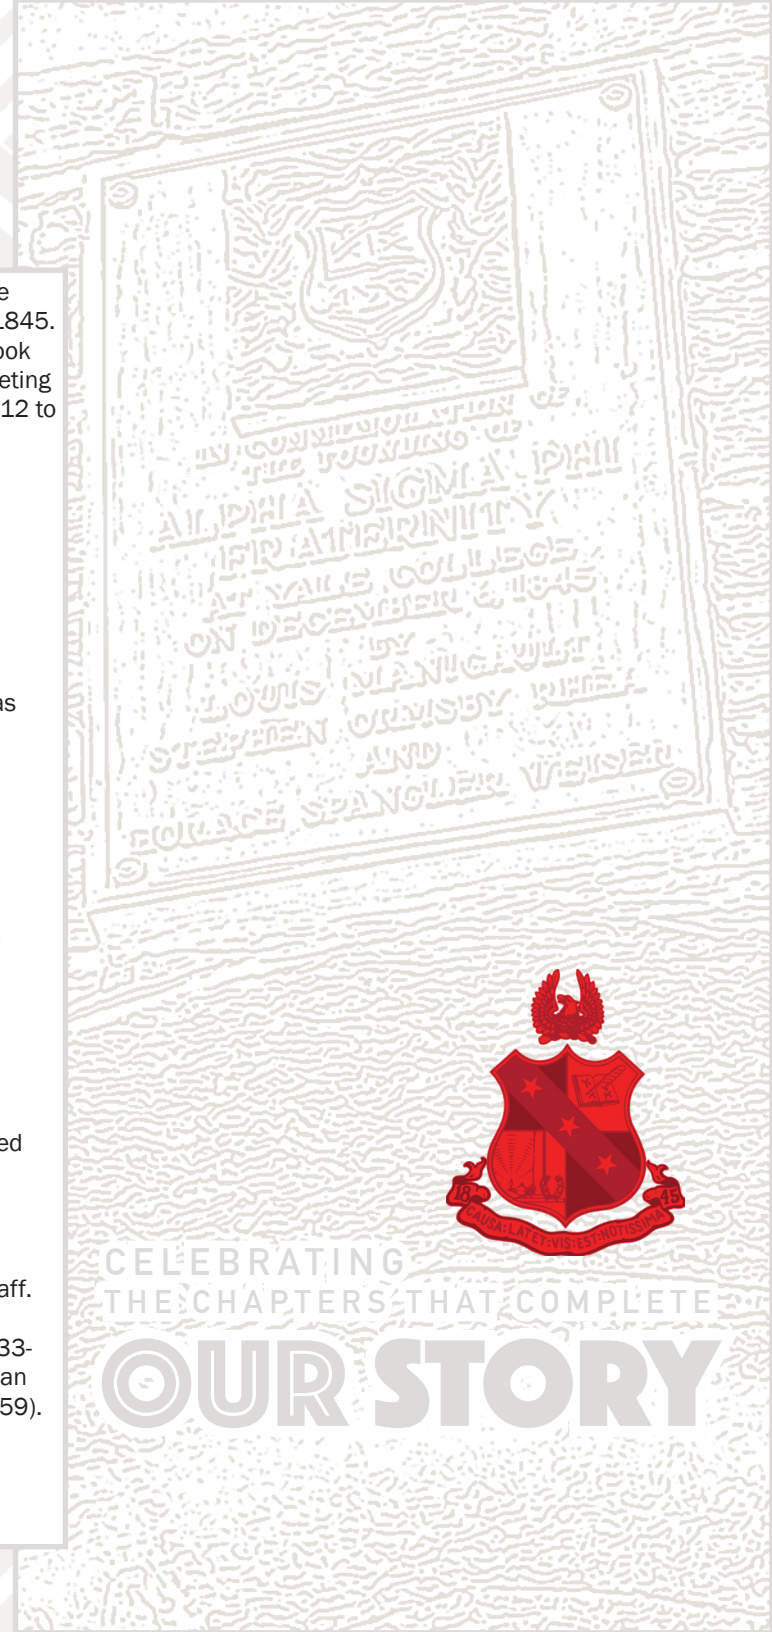 e
1845.
ook
eting
12 to
as
ed
aff.
33-
an
59).
IN COMMEMORATION OF
THE FOUNDING OF
ALPHA SIGMA PHI
FRATERNITY
AT YALE COLLEGE
ON DECEMBER 6, 1845
BY
LOUIS MANIGAULT
STEPHEN ORMSBY RHEA
AND
HORACE SPANGLER WEISER
18 45
CAUSA:LATET:VIS:EST:NOTISSIMA
CELEBRATING
THE CHAPTERS THAT COMPLETE
OUR STORY